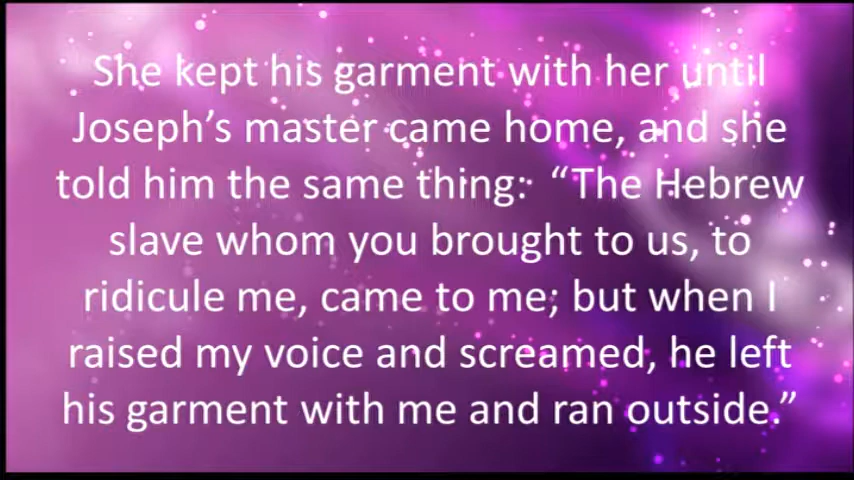 She kept his garment with her until
Joseph’s master came home, and she
told him the same thing:  “The Hebrew
slave whom you brought to us, to
ridicule me, came to me; but when I
raised my voice and screamed, he left
his garment with me and ran outside.”